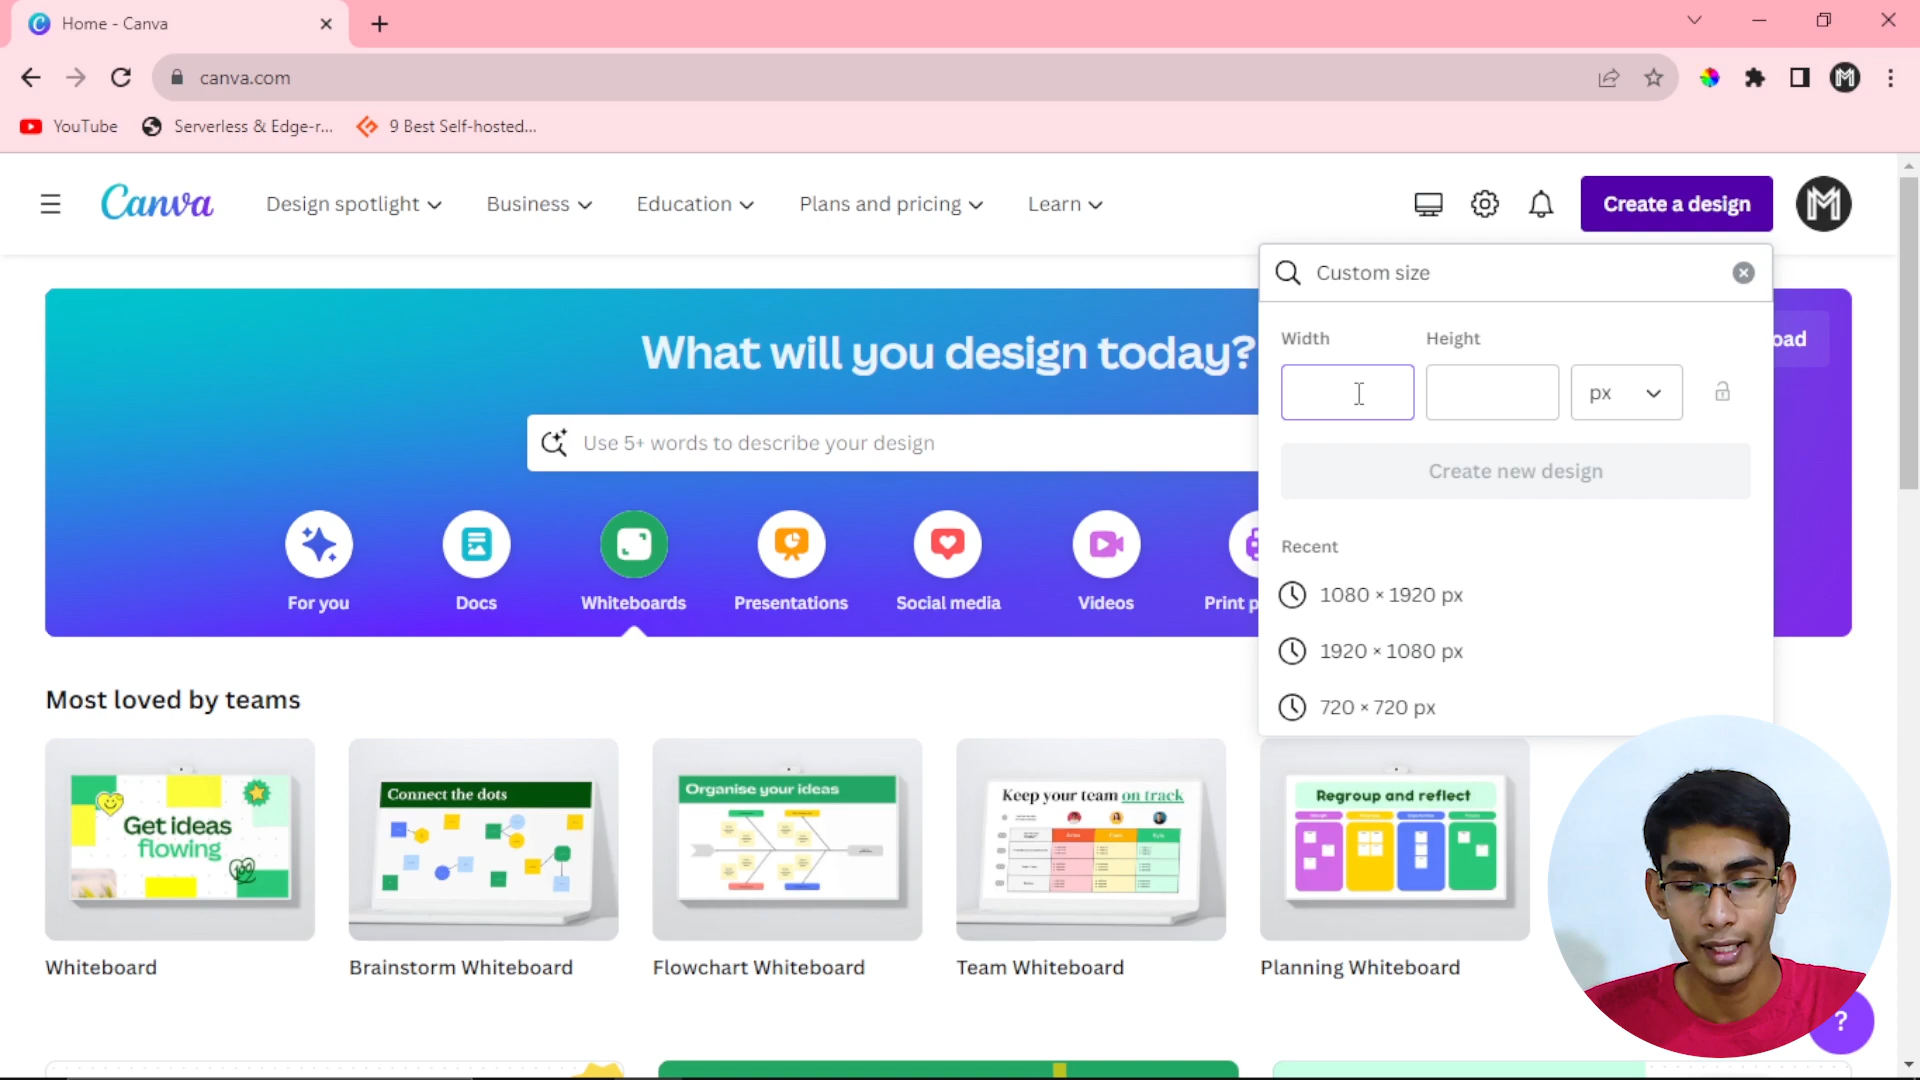 Home - Canva
canva.com
YouTube
Serverless & Edge-r...
9 Best Self-hosted...
Canva
Design spotlight
Business
Education
Plans and pricing
Learn
Create a design
Custom size
Width
Height
px
Create new design
Recent
1080 × 1920 px
1920 × 1080 px
720 × 720 px
What will you design today?
oad
Use 5+ words to describe your design
For you
Docs
Whiteboards
Presentations
Social media
Videos
Print p
Most loved by teams
Get ideas
flowing
100
Connect the dots
Organise your ideas
Keep your team on track
Regroup and reflect
Whiteboard
Brainstorm Whiteboard
Flowchart Whiteboard
Team Whiteboard
Planning Whiteboard
?